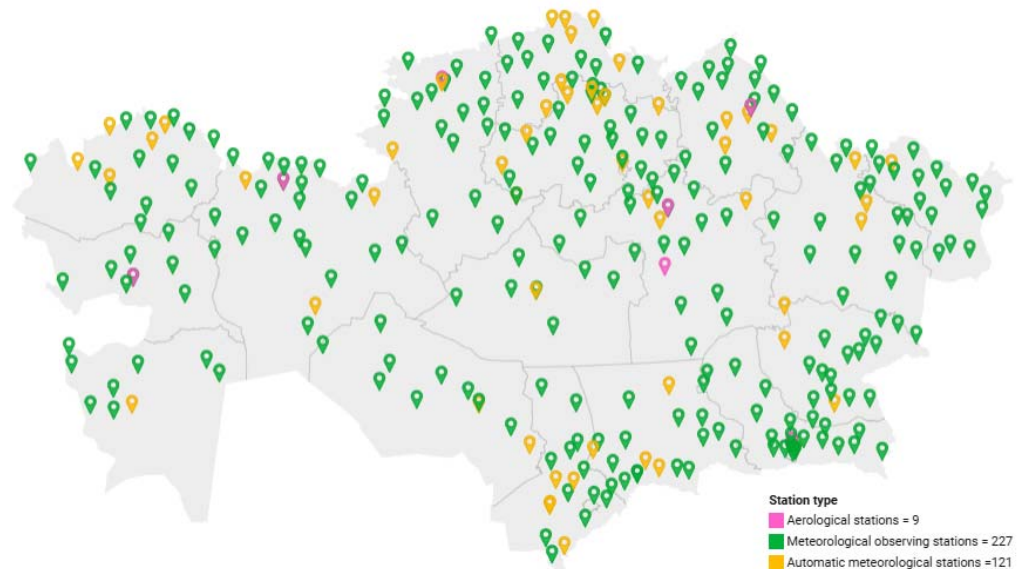 Station type
Aerological stations = 9
Meteorological observing stations = 227
Automatic meteorological stations =121